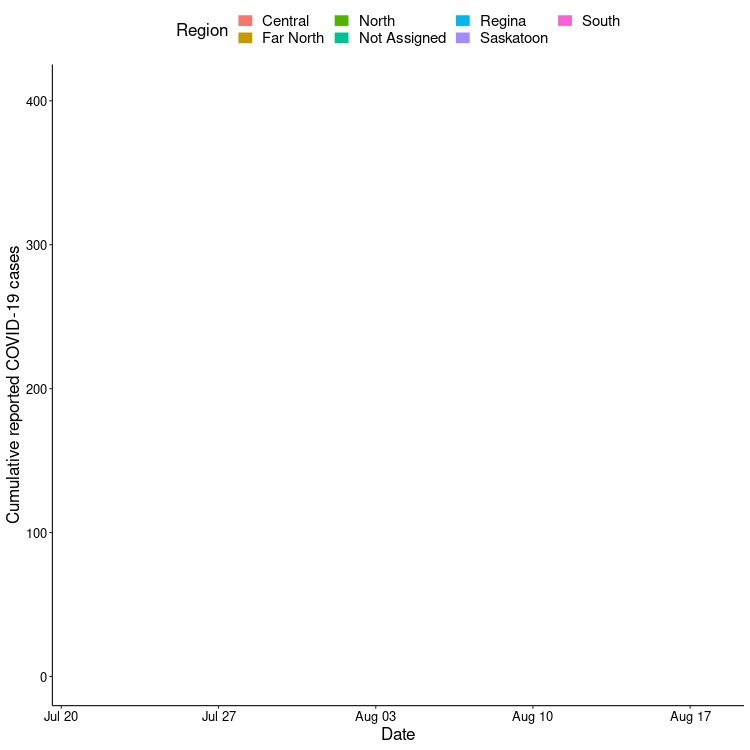 Region
Central
North
Regina
South
Far North
Not Assigned
Saskatoon
Cumulative reported COVID-19 cases
400
300
200
100
0
Jul 20
Jul 27
Aug 03
Aug 10
Aug 17
Date